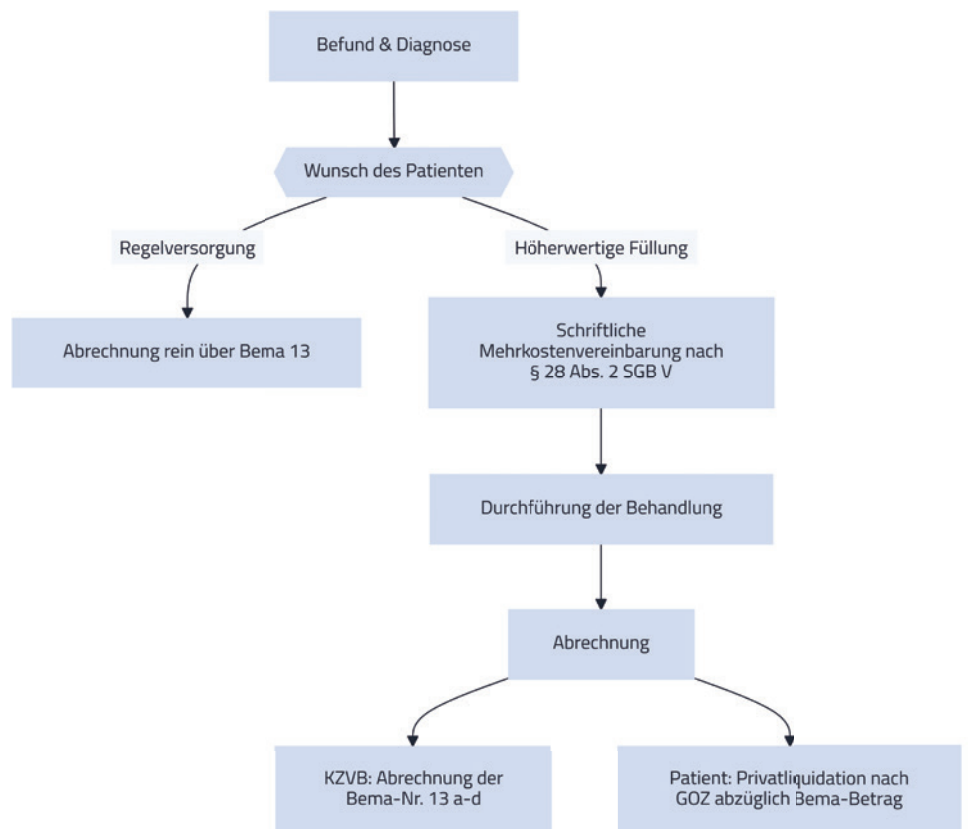 Befund & Diagnose
Wunsch des Patienten
Regelversorgung
Höherwertige Füllung
Abrechnung rein über Bema 13
Schriftliche
Mehrkostenvereinbarung nach
§ 28 Abs. 2 SGB V
Durchführung der Behandlung
Abrechnung
KZVB: Abrechnung der
Bema-Nr. 13 a-d
Patient: Privatliquidation nach
GOZ abzüglich Bema-Betrag